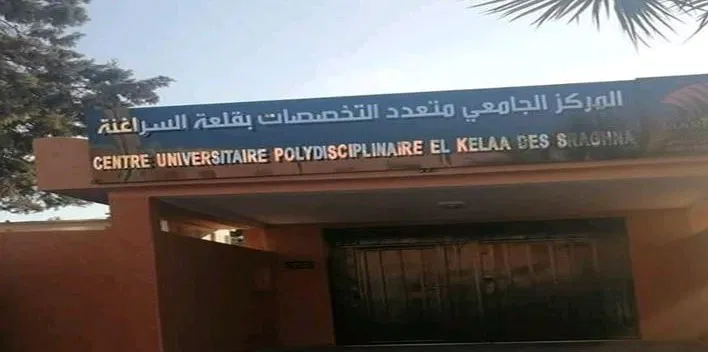 المركز الجامعي متعدد التخصصات بقلعة السراغنة
CENTRE UNIVERSITAIRE POLYDISCIPLINAIRE EL KELAA DES SRAGHNA